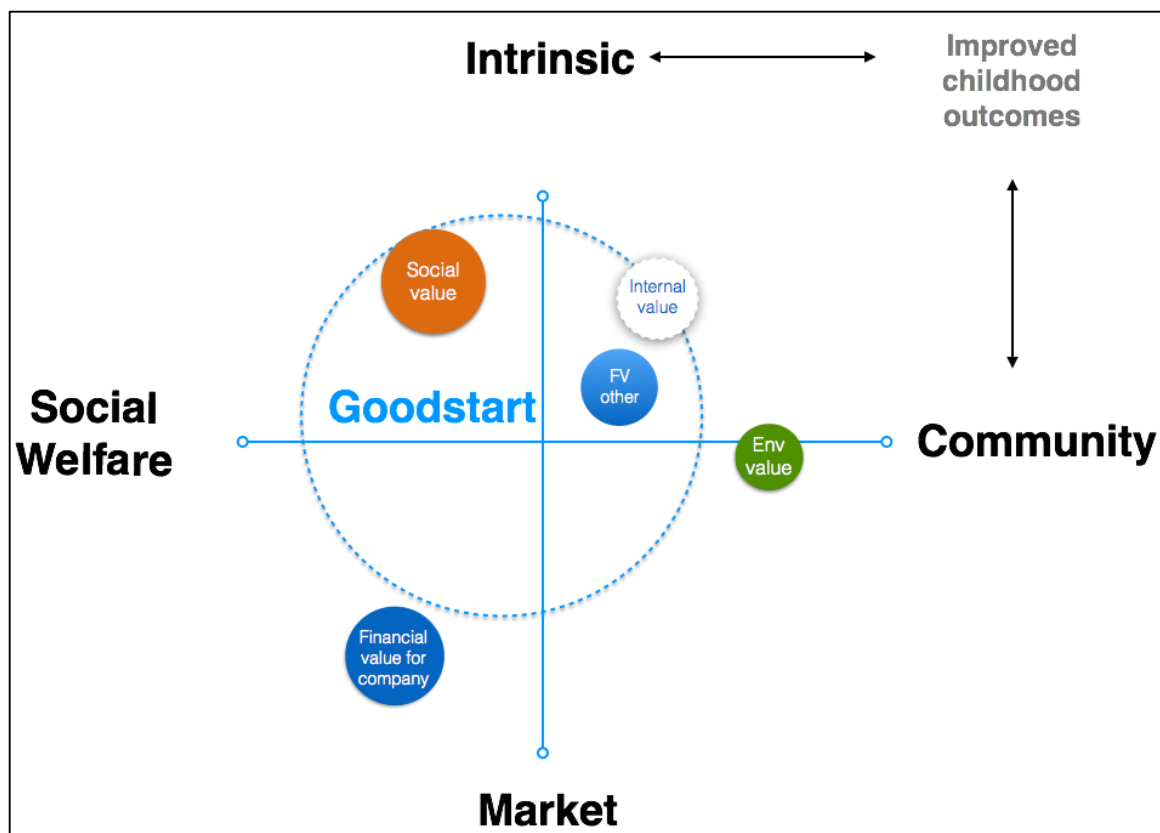 Intrinsic
Improved
childhood
outcomes
Social
value
Internal
value
FV
other
Social
Welfare
Goodstart
Env
value
Community
Financial
value for
company
Market